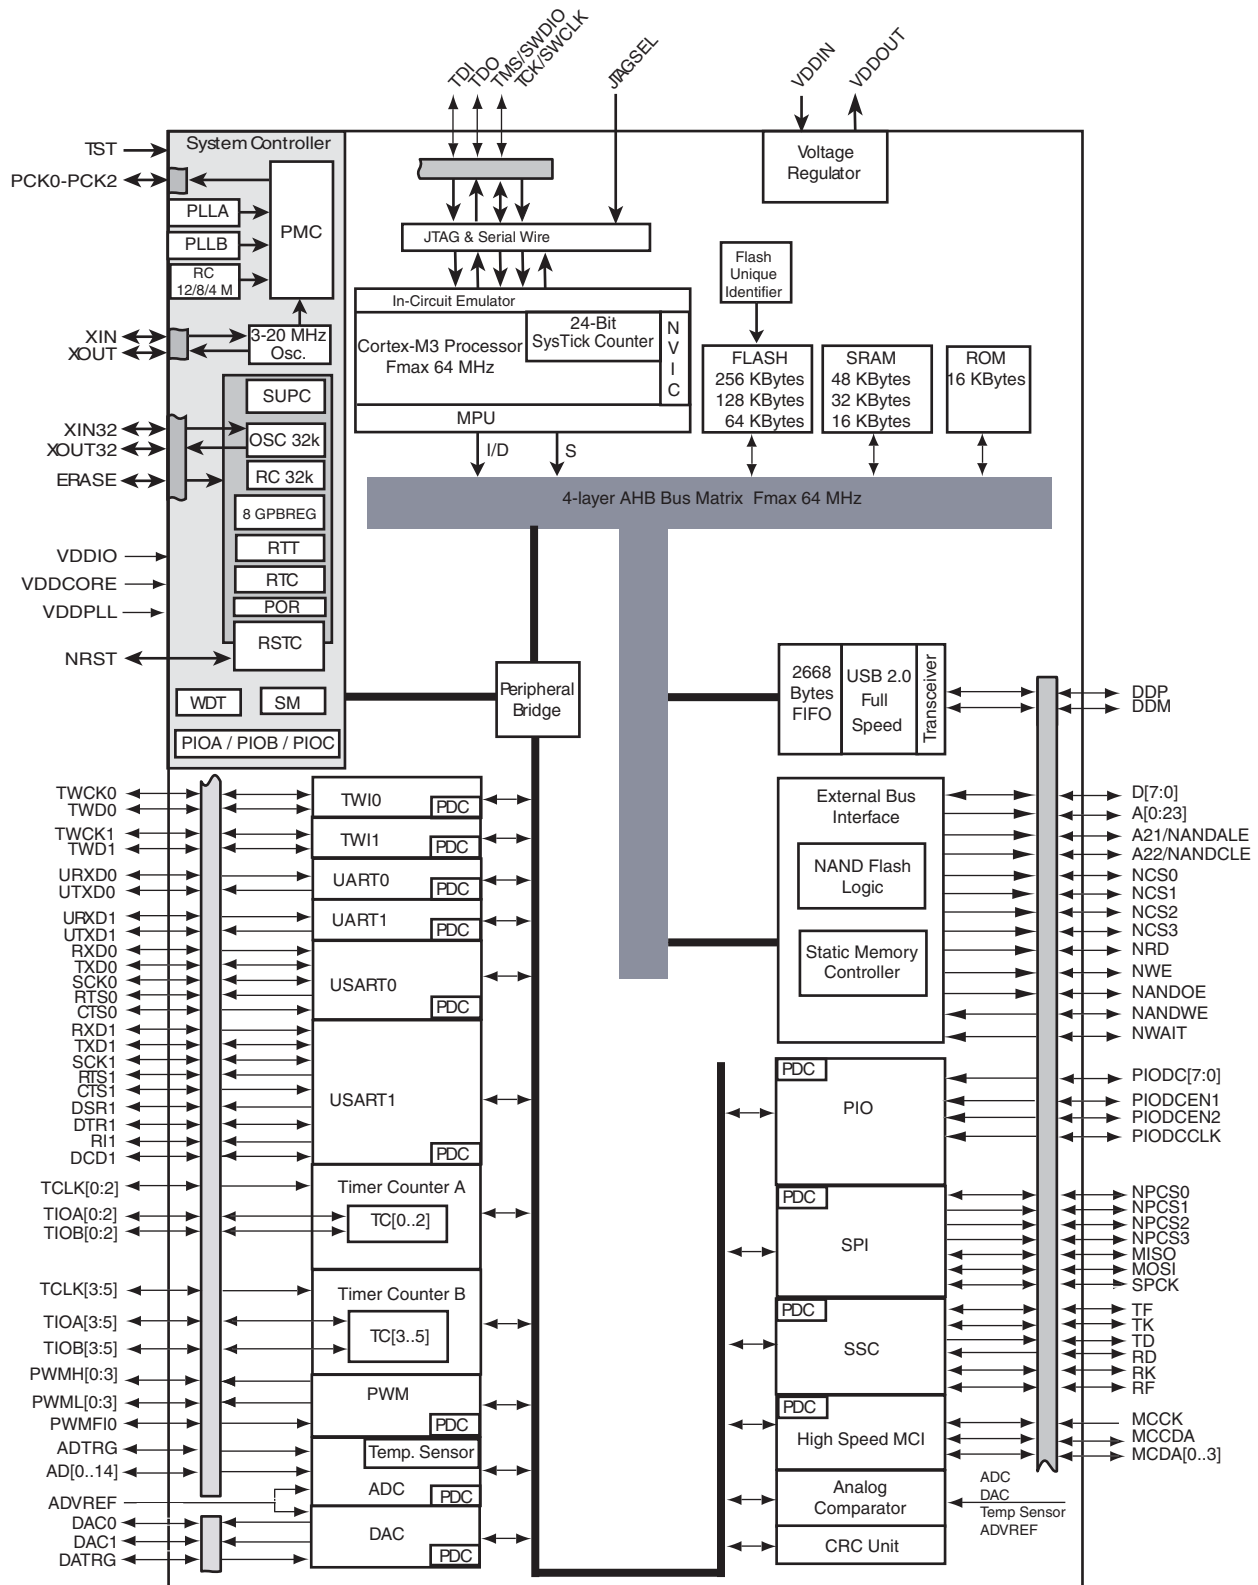 TDI
TDO
TMS/SWDIO
TCK/SWCLK
JTAGSEL
VDDIN
VDDOUT
System Controller
TST
PCK0-PCK2
PLLA
PLLB
RC
12/8/4 M
PMC
XIN
XOUT
3-20 MHz
Osc.
SUPC
XIN32
XOUT32
ERASE
OSC 32k
RC 32k
8 GPBREG
RTT
RTC
POR
RSTC
VDDIO
VDDCORE
VDDPLL
NRST
WDT
SM
PIOA / PIOB / PIOC
Voltage
Regulator
JTAG & Serial Wire
In-Circuit Emulator
24-Bit
SysTick Counter
Cortex-M3 Processor
Fmax 64 MHz
N
V
I
C
MPU
I/D
S
Flash
Unique
Identifier
FLASH
256 KBytes
128 KBytes
64 KBytes
SRAM
48 KBytes
32 KBytes
16 KBytes
ROM
16 KBytes
4-layer AHB Bus Matrix Fmax 64 MHz
Peripheral
Bridge
2668
Bytes
FIFO
USB 2.0
Full
Speed
Transceiver
DDP
DDM
TWCK0
TWD0
TWCK1
TWD1
URXD0
UTXD0
URXD1
UTXD1
RXD0
TXD0
SCK0
RTS0
CTS0
RXD1
TXD1
SCK1
RTS1
CTS1
DSR1
DTR1
RI1
DCD1
TCLK[0:2]
TIOA[0:2]
TIOB[0:2]
TCLK[3:5]
TIOA[3:5]
TIOB[3:5]
PWMH[0:3]
PWML[0:3]
PWMFI0
ADTRG
AD[0..14]
ADVREF
DAC0
DAC1
DATRG
TWI0
PDC
TWI1
PDC
UART0
PDC
UART1
PDC
USART0
PDC
USART1
PDC
Timer Counter A
TC[0..2]
Timer Counter B
TC[3..5]
PWM
PDC
Temp. Sensor
ADC
PDC
DAC
PDC
External Bus
Interface
NAND Flash
Logic
Static Memory
Controller
D[7:0]
A[0:23]
A21/NANDALE
A22/NANDCLE
NCS0
NCS1
NCS2
NCS3
NRD
NWE
NANDOE
NANDWE
NWAIT
PDC
PIO
PIODC[7:0]
PIODCEN1
PIODCEN2
PIODCCLK
PDC
SPI
NPCS0
NPCS1
NPCS2
NPCS3
MISO
MOSI
SPCK
PDC
SSC
TF
TK
TD
RD
RK
RF
PDC
High Speed MCI
MCCK
MCCDA
MCDA[0..3]
Analog
Comparator
ADC
DAC
Temp Sensor
ADVREF
CRC Unit